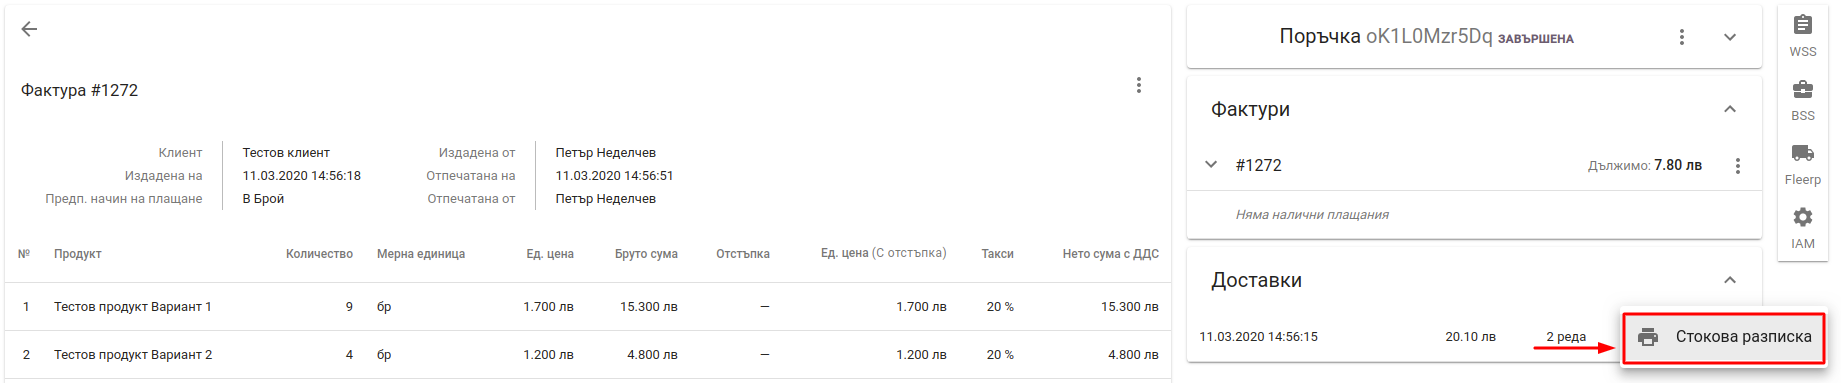 Фактура #1272
Клиент Тестов клиент Издадена от Петър Неделчев
Издадена на 11.03.2020 14:56:18 Отпечатана на 11.03.2020 14:56:51
Предп. начин на плащане В Брой Отпечатана от Петър Неделчев
№ Продукт Количество Мерна единица Ед. цена Бруто сума Отстъпка Ед. цена (С отстъпка) Такси Нето сума с ДДС
1 Тестов продукт Вариант 1 9 бр 1.700 лв 15.300 лв — 1.700 лв 20 % 15.300 лв
2 Тестов продукт Вариант 2 4 бр 1.200 лв 4.800 лв — 1.200 лв 20 % 4.800 лв
Поръчка oK1L0Mzr5Dq ЗАВЪРШЕНА
Фактури
#1272 Дължимо: 7.80 лв
Няма налични плащания
Доставки
11.03.2020 14:56:15 20.10 лв 2 реда
Стокова разписка
WSS
BSS
Fleerp
IAM